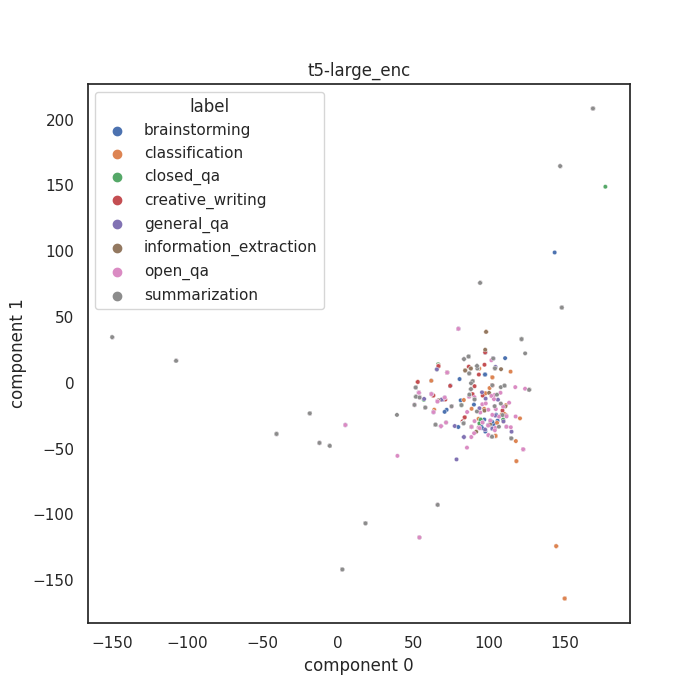 t5-large_enc
label
brainstorming
classification
closed_qa
creative_writing
general_qa
information_extraction
open_qa
summarization
200
150
100
50
0
−50
−100
−150
component 1
−150 −100 −50 0 50 100 150
component 0